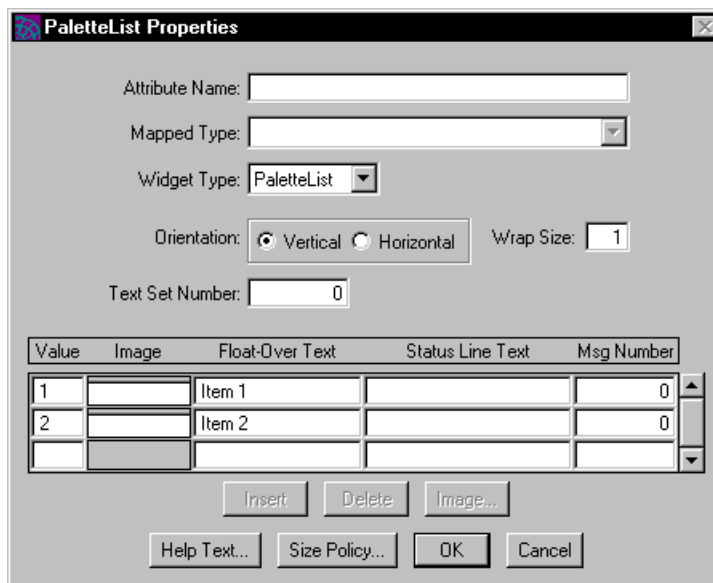 PaletteList Properties
Attribute Name:
Mapped Type:
Widget Type: PaletteList
Orientation: Vertical Horizontal Wrap Size: 1
Text Set Number: 0
Value Image Float-Over Text Status Line Text Msg Number
1 Item 1 0
2 Item 2 0
Insert Delete Image...
Help Text... Size Policy... OK Cancel